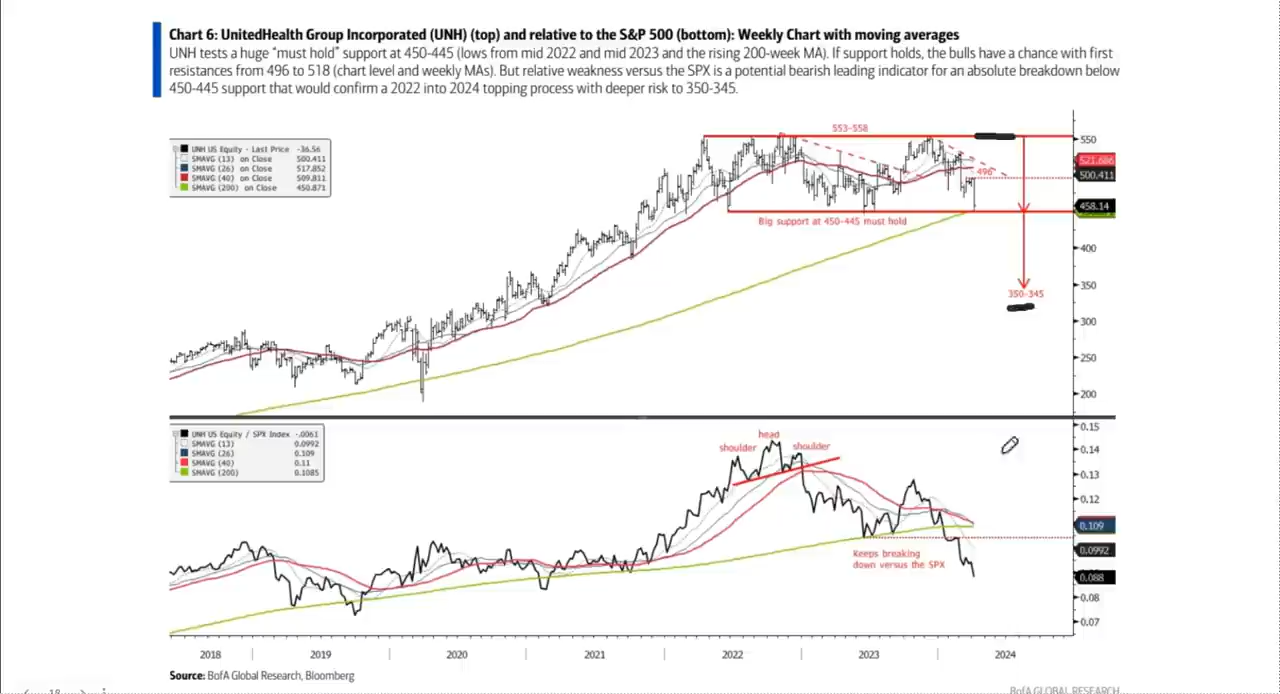 Chart 6: UnitedHealth Group Incorporated (UNH) (top) and relative to the S&P 500 (bottom): Weekly Chart with moving averages
UNH tests a huge “must hold” support at 450-445 (lows from mid 2022 and mid 2023 and the rising 200-week MA). If support holds, the bulls have a chance with first
resistances from 496 to 518 (chart level and weekly MAs). But relative weakness versus the SPX is a potential bearish leading indicator for an absolute breakdown below
450-445 support that would confirm a 2022 into 2024 topping process with deeper risk to 350-345.
UNH US Equity - Last Price -36.56
SMAVG (13) on Close 500.411
SMAVG (26) on Close 517.852
SMAVG (40) on Close 509.811
SMAVG (200) on Close 450.871
553-558
496
Big support at 450-445 must hold
350-345
550
521.686
500.411
458.14
400
350
300
250
200
UNH US Equity / SPX Index -.0061
SMAVG (13) 0.0992
SMAVG (26) 0.109
SMAVG (40) 0.11
SMAVG (200) 0.1085
head
shoulder shoulder
Keeps breaking
down versus the SPX
0.15
0.14
0.13
0.12
0.109
0.0992
0.088
0.08
0.07
2018 2019 2020 2021 2022 2023 2024
Source: BofA Global Research, Bloomberg
18
BofA GLOBAL RESEARCH